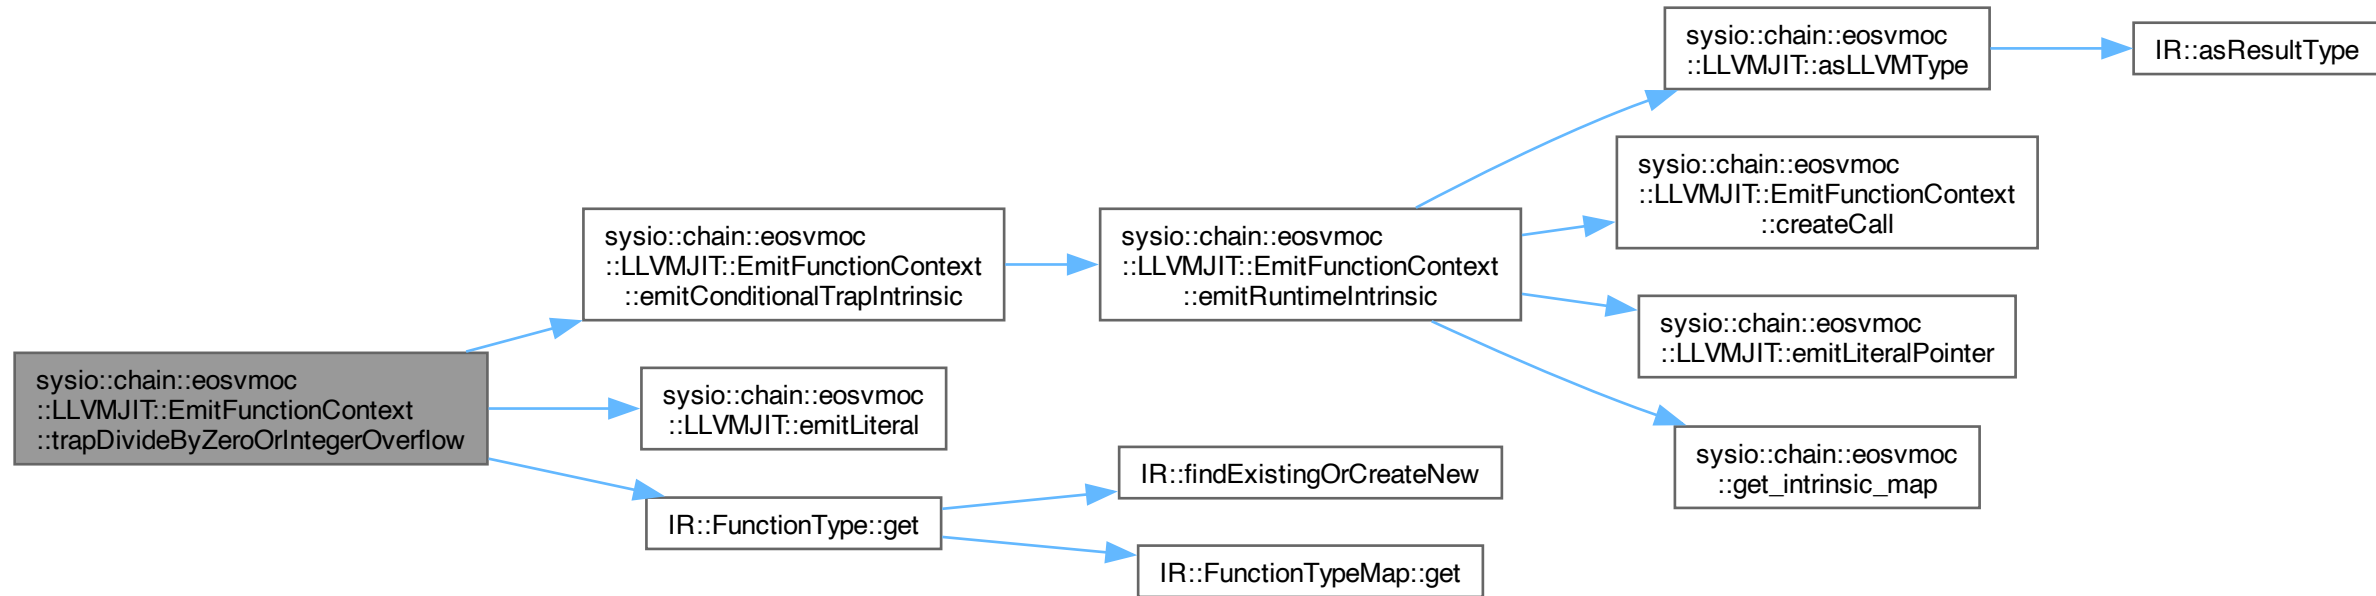 sysio::chain::eosvmoc
::LLVMJIT::EmitFunctionContext
::trapDivideByZeroOrIntegerOverflow
sysio::chain::eosvmoc
::LLVMJIT::EmitFunctionContext
::emitConditionalTrapIntrinsic
sysio::chain::eosvmoc
::LLVMJIT::emitLiteral
IR::FunctionType::get
sysio::chain::eosvmoc
::LLVMJIT::EmitFunctionContext
::emitRuntimeIntrinsic
IR::findExistingOrCreateNew
IR::FunctionTypeMap::get
sysio::chain::eosvmoc
::LLVMJIT::asLLVMType
sysio::chain::eosvmoc
::LLVMJIT::EmitFunctionContext
::createCall
sysio::chain::eosvmoc
::LLVMJIT::emitLiteralPointer
sysio::chain::eosvmoc
::get_intrinsic_map
IR::asResultType